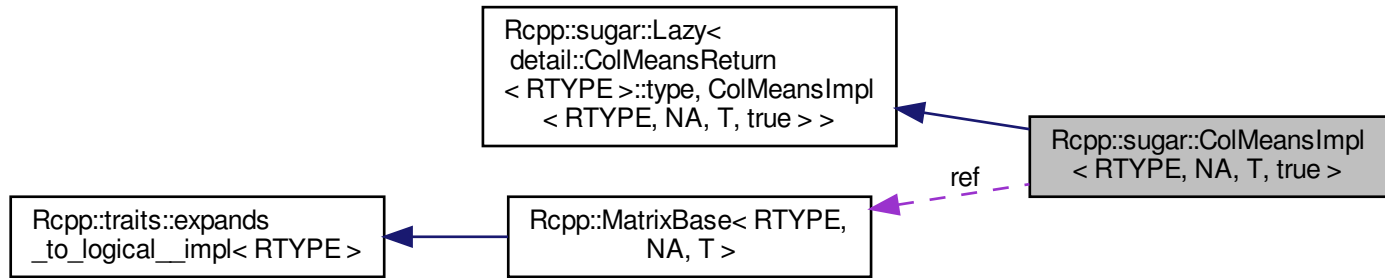 Rcpp::sugar::Lazy<
detail::ColMeansReturn
< RTYPE >::type, ColMeansImpl
< RTYPE, NA, T, true > >
Rcpp::sugar::ColMeansImpl
< RTYPE, NA, T, true >
ref
Rcpp::traits::expands
_to_logical__impl< RTYPE >
Rcpp::MatrixBase< RTYPE,
NA, T >